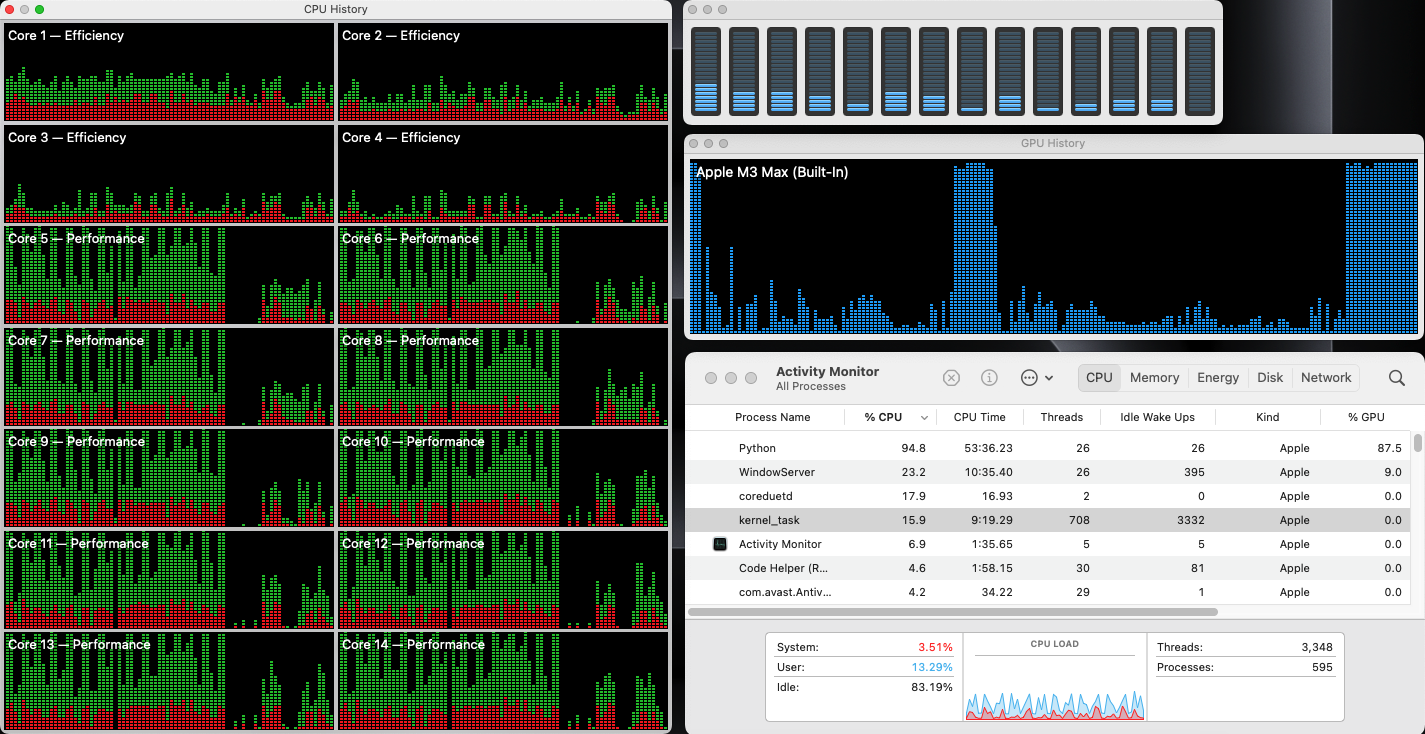 CPU History
Core 1 — Efficiency
Core 2 — Efficiency
Core 3 — Efficiency
Core 4 — Efficiency
Core 5 — Performance
Core 6 — Performance
Core 7 — Performance
Core 8 — Performance
Core 9 — Performance
Core 10 — Performance
Core 11 — Performance
Core 12 — Performance
Core 13 — Performance
Core 14 — Performance
GPU History
Apple M3 Max (Built-In)
Activity Monitor
All Processes
CPU Memory Energy Disk Network
Process Name % CPU CPU Time Threads Idle Wake Ups Kind % GPU
Python 94.8 53:36.23 26 26 Apple 87.5
WindowServer 23.2 10:35.40 26 395 Apple 9.0
coreduetd 17.9 16.93 2 0 Apple 0.0
kernel_task 15.9 9:19.29 708 3332 Apple 0.0
Activity Monitor 6.9 1:35.65 5 5 Apple 0.0
Code Helper (R... 4.6 1:58.15 30 81 Apple 0.0
com.avast.Antiv... 4.2 34.22 29 1 Apple 0.0
System: 3.51%
User: 13.29%
Idle: 83.19%
CPU LOAD
Threads: 3,348
Processes: 595